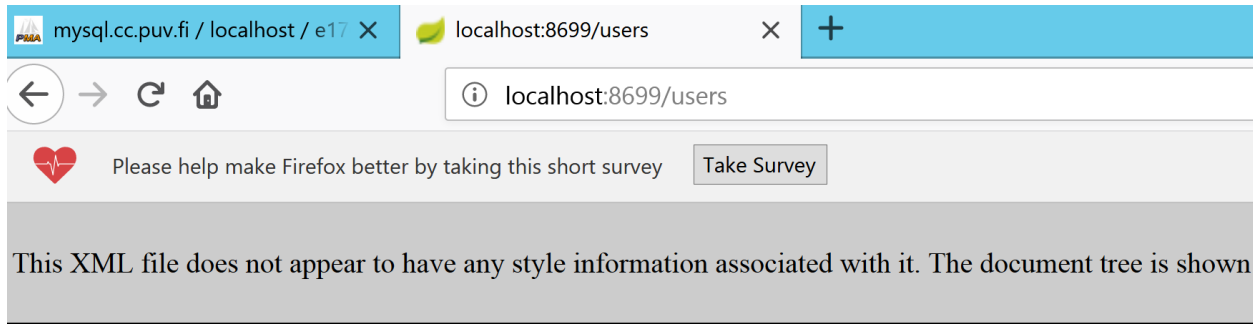 PMA mysql.cc.puv.fi / localhost / e17 localhost:8699/users
localhost:8699/users
Please help make Firefox better by taking this short survey Take Survey
This XML file does not appear to have any style information associated with it. The document tree is shown